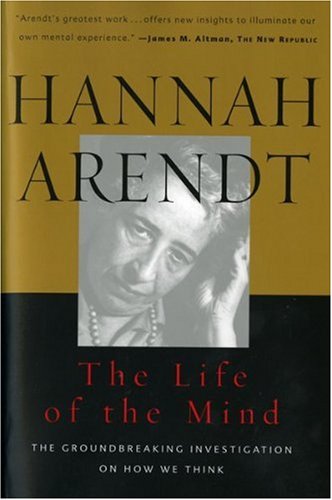 "Arendt's greatest work . . . offers new insights to illuminate our
own mental experience." —James M. Altman, The New Republic
HANNAH
ARENDT
The Life
of the Mind
THE GROUNDBREAKING INVESTIGATION
ON HOW WE THINK